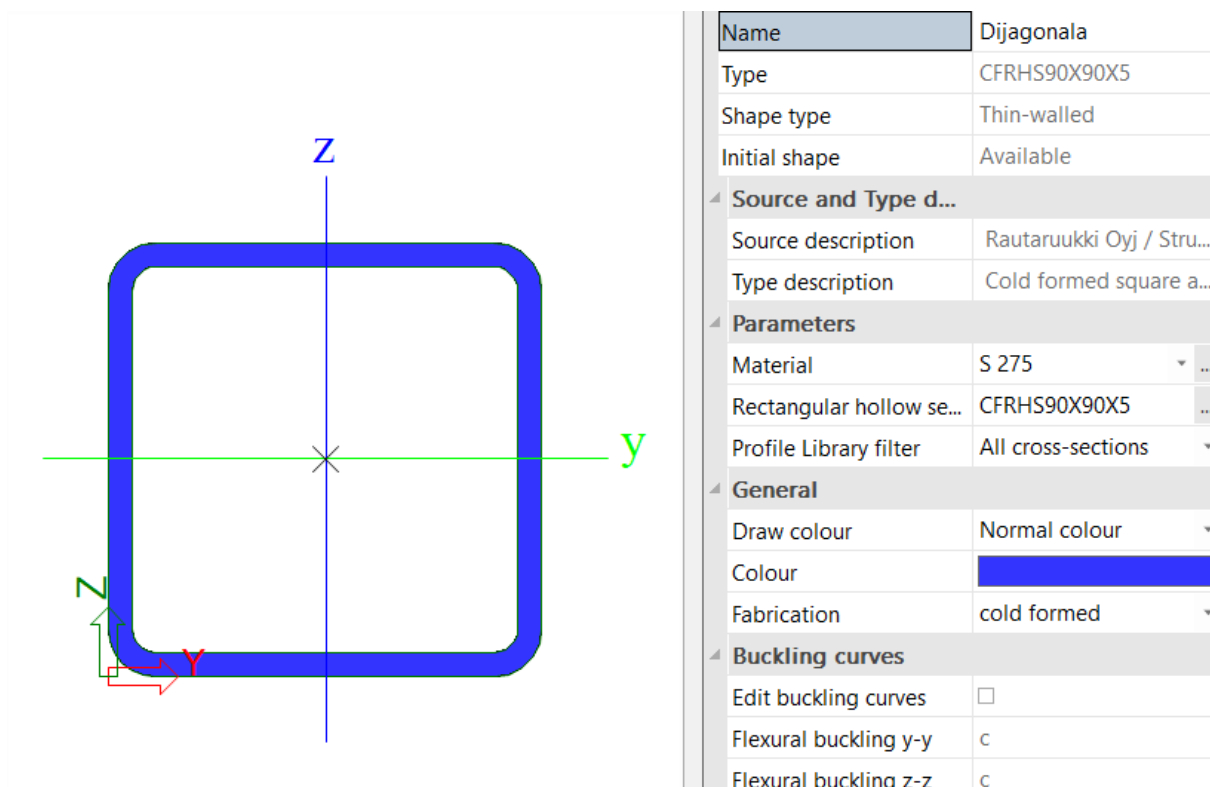 z
y
Z
Y
Name Dijagonala
Type CFRHS90X90X5
Shape type Thin-walled
Initial shape Available
Source and Type d...
Source description Rautaruukki Oyj / Stru...
Type description Cold formed square a...
Parameters
Material S 275 ...
Rectangular hollow se... CFRHS90X90X5 ...
Profile Library filter All cross-sections
General
Draw colour Normal colour
Colour
Fabrication cold formed
Buckling curves
Edit buckling curves
Flexural buckling y-y c
Flexural buckling z-z c